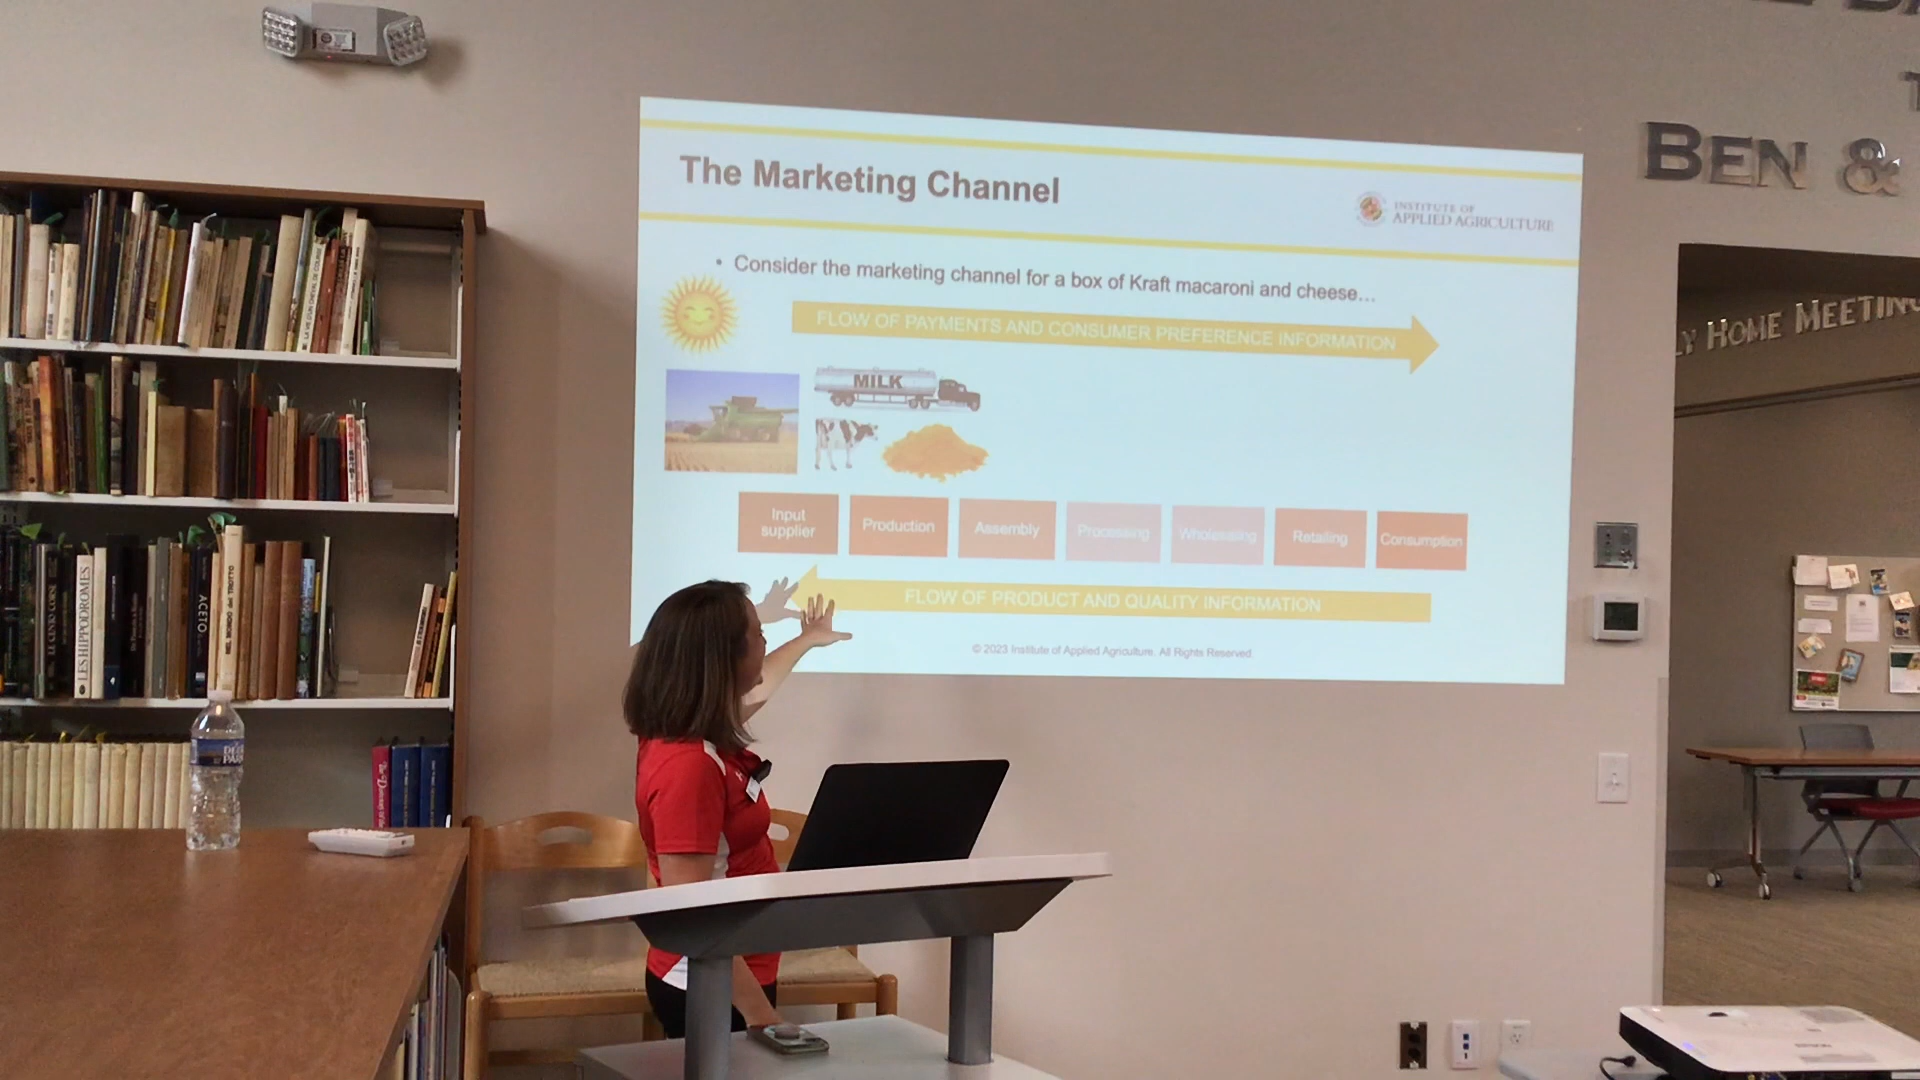 The Marketing Channel
INSTITUTE OF
APPLIED AGRICULTURE
• Consider the marketing channel for a box of Kraft macaroni and cheese...
FLOW OF PAYMENTS AND CONSUMER PREFERENCE INFORMATION
MILK
Input
supplier
Production
Assembly
Processing
Wholesaling
Retailing
Consumption
FLOW OF PRODUCT AND QUALITY INFORMATION
© 2023 Institute of Applied Agriculture. All Rights Reserved.
BEN &
HOME MEETING
LES HIPPODROMES
ACETO